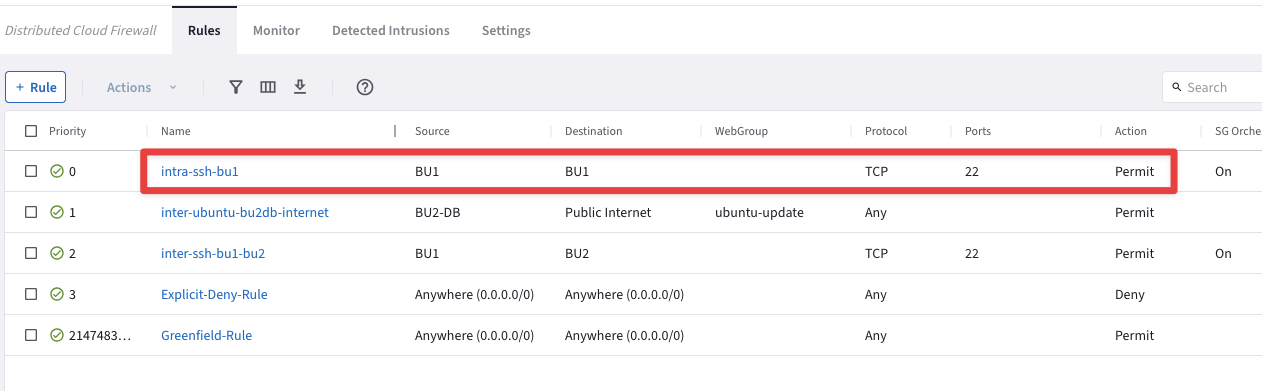 Distributed Cloud Firewall Rules Monitor Detected Intrusions Settings
+ Rule Actions Search
Priority Name Source Destination WebGroup Protocol Ports Action SG Orche
0 intra-ssh-bu1 BU1 BU1 TCP 22 Permit On
1 inter-ubuntu-bu2db-internet BU2-DB Public Internet ubuntu-update Any Permit
2 inter-ssh-bu1-bu2 BU1 BU2 TCP 22 Permit On
3 Explicit-Deny-Rule Anywhere (0.0.0.0/0) Anywhere (0.0.0.0/0) Any Deny
2147483... Greenfield-Rule Anywhere (0.0.0.0/0) Anywhere (0.0.0.0/0) Any Permit